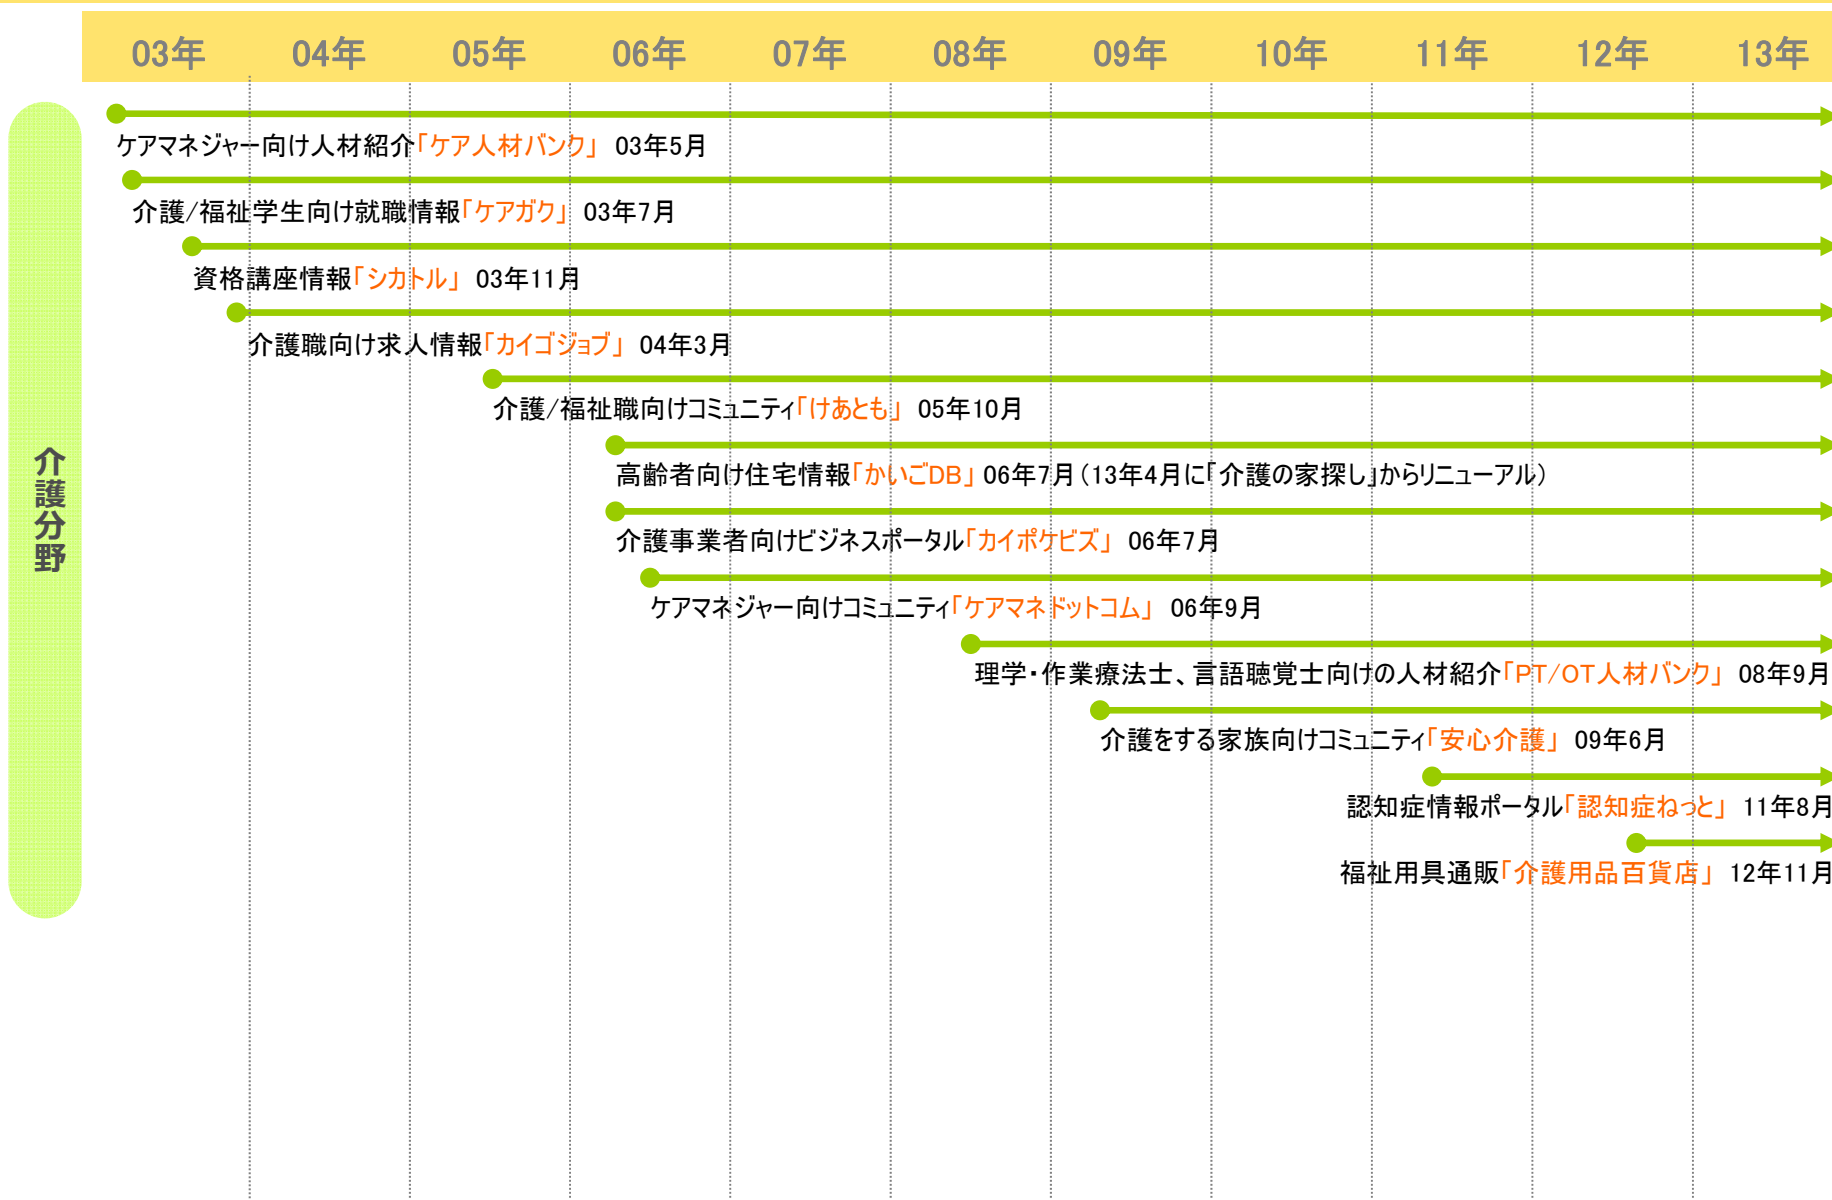 03年 04年 05年 06年 07年 08年 09年 10年 11年 12年 13年
介護分野
ケアマネジャー向け人材紹介「ケア人材バンク」 03年5月
介護/福祉学生向け就職情報「ケアガク」 03年7月
資格講座情報「シカトル」 03年11月
介護職向け求人情報「カイゴジョブ」 04年3月
介護/福祉職向けコミュニティ「けあとも」 05年10月
高齢者向け住宅情報「かいごDB」 06年7月（13年4月に「介護の家探し」からリニューアル）
介護事業者向けビジネスポータル「カイポケビズ」 06年7月
ケアマネジャー向けコミュニティ「ケアマネドットコム」 06年9月
理学・作業療法士、言語聴覚士向けの人材紹介「PT/OT人材バンク」 08年9月
介護をする家族向けコミュニティ「安心介護」 09年6月
認知症情報ポータル「認知症ねっと」 11年8月
福祉用具通販「介護用品百貨店」 12年11月